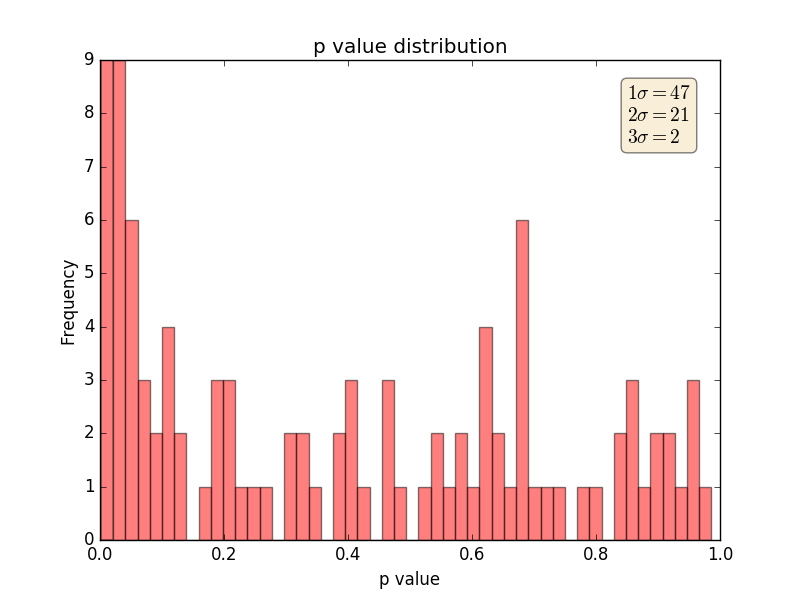 p value distribution
1σ = 47
2σ = 21
3σ = 2
9
8
7
6
5
4
3
2
1
0
Frequency
0.0 0.2 0.4 0.6 0.8 1.0
p value